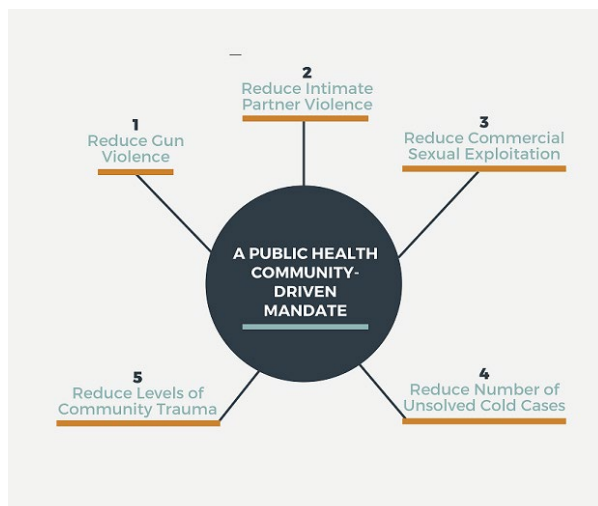 1
Reduce Gun
Violence
2
Reduce Intimate
Partner Violence
3
Reduce Commercial
Sexual Exploitation
A PUBLIC HEALTH
COMMUNITY-
DRIVEN
MANDATE
5
Reduce Levels of
Community Trauma
4
Reduce Number of
Unsolved Cold Cases